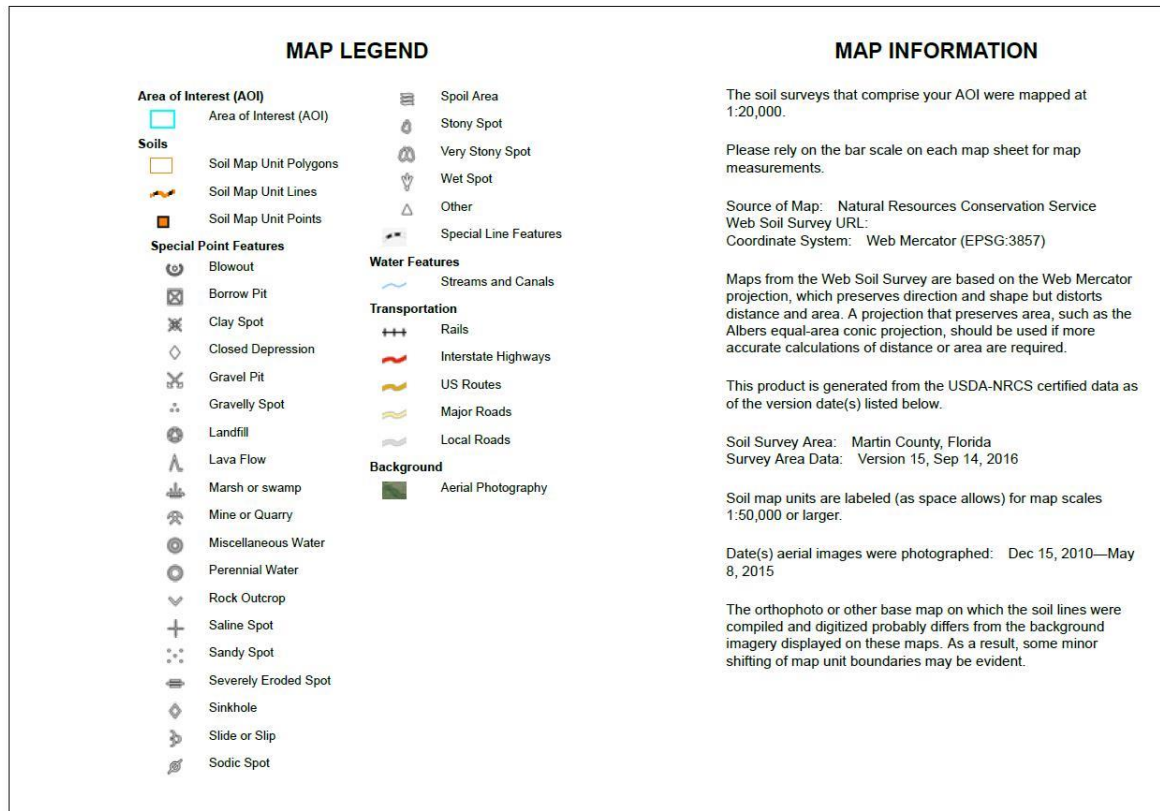 MAP LEGEND
Area of Interest (AOI)
Area of Interest (AOI)
Soils
Soil Map Unit Polygons
Soil Map Unit Lines
Soil Map Unit Points
Special Point Features
Blowout
Borrow Pit
Clay Spot
Closed Depression
Gravel Pit
Gravelly Spot
Landfill
Lava Flow
Marsh or swamp
Mine or Quarry
Miscellaneous Water
Perennial Water
Rock Outcrop
Saline Spot
Sandy Spot
Severely Eroded Spot
Sinkhole
Slide or Slip
Sodic Spot
Spoil Area
Stony Spot
Very Stony Spot
Wet Spot
Other
Special Line Features
Water Features
Streams and Canals
Transportation
Rails
Interstate Highways
US Routes
Major Roads
Local Roads
Background
Aerial Photography
MAP INFORMATION
The soil surveys that comprise your AOI were mapped at
1:20,000.
Please rely on the bar scale on each map sheet for map
measurements.
Source of Map: Natural Resources Conservation Service
Web Soil Survey URL:
Coordinate System: Web Mercator (EPSG:3857)
Maps from the Web Soil Survey are based on the Web Mercator
projection, which preserves direction and shape but distorts
distance and area. A projection that preserves area, such as the
Albers equal-area conic projection, should be used if more
accurate calculations of distance or area are required.
This product is generated from the USDA-NRCS certified data as
of the version date(s) listed below.
Soil Survey Area: Martin County, Florida
Survey Area Data: Version 15, Sep 14, 2016
Soil map units are labeled (as space allows) for map scales
1:50,000 or larger.
Date(s) aerial images were photographed: Dec 15, 2010—May
8, 2015
The orthophoto or other base map on which the soil lines were
compiled and digitized probably differs from the background
imagery displayed on these maps. As a result, some minor
shifting of map unit boundaries may be evident.